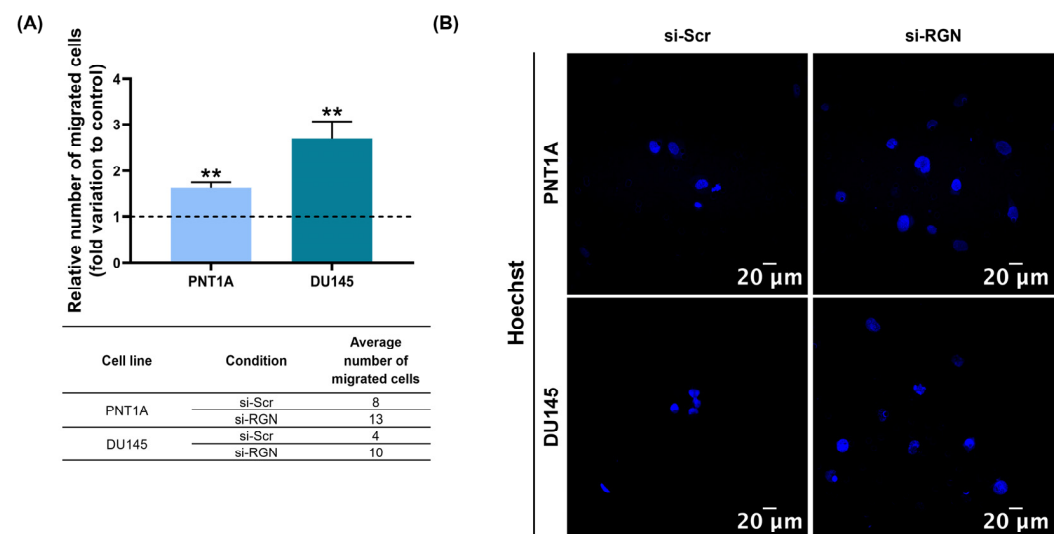 (A)
Relative number of migrated cells
(fold variation to control)
4
3
2
1
0
**
**
PNT1A
DU145
Cell line
Condition
Average
number of
migrated cells
PNT1A
si-Scr
8
si-RGN
13
DU145
si-Scr
4
si-RGN
10
(B)
si-Scr
si-RGN
Hoechst
PNT1A
20 µm
20 µm
DU145
20 µm
20 µm